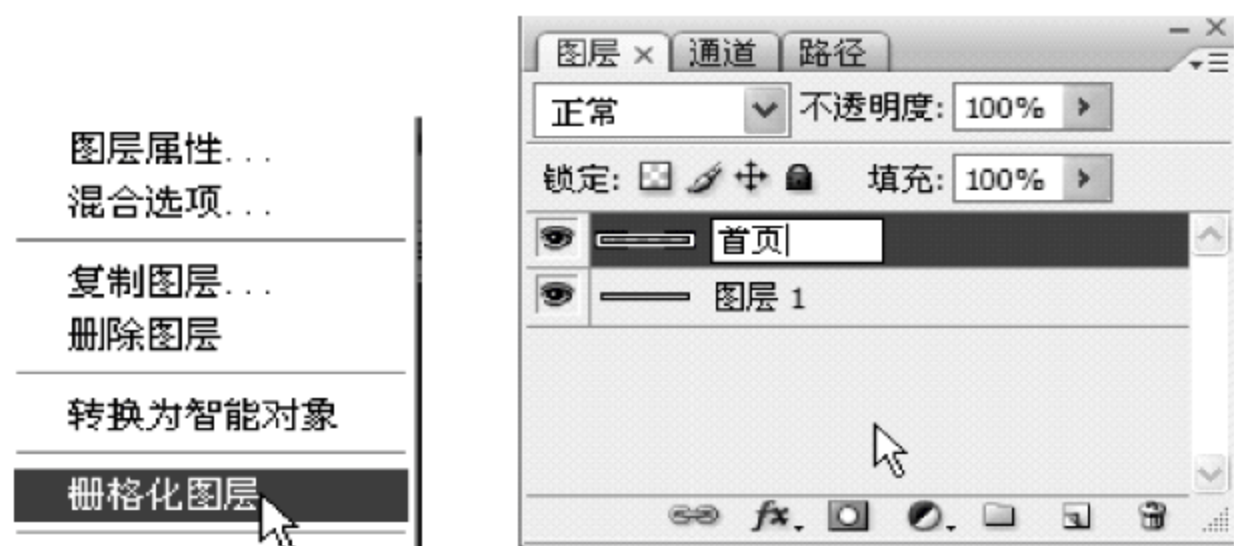 图层属性...
混合选项...
复制图层...
删除图层
转换为智能对象
栅格化图层
图层 × 通道 路径
正常 不透明度: 100%
锁定: 填充: 100%
首页
图层 1
fx.